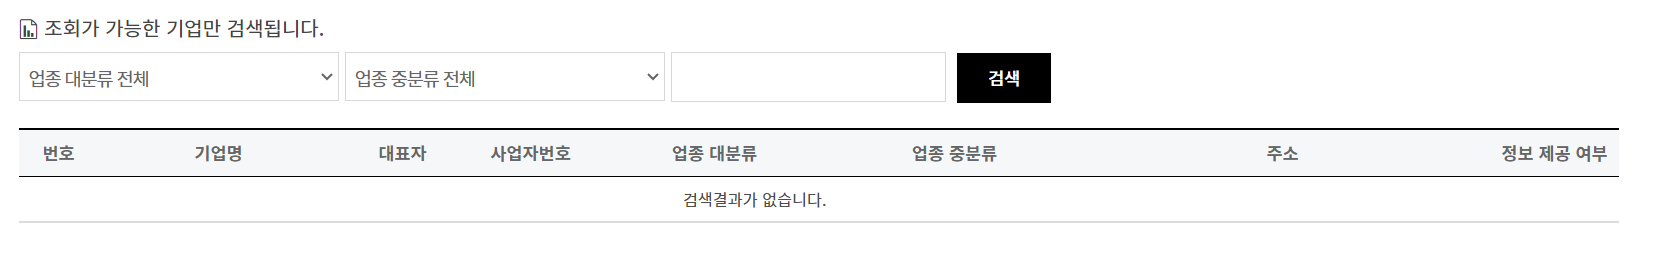 조회가 가능한 기업만 검색됩니다.
업종 대분류 전체 업종 중분류 전체 검색
번호 기업명 대표자 사업자번호 업종 대분류 업종 중분류 주소 정보 제공 여부
검색결과가 없습니다.